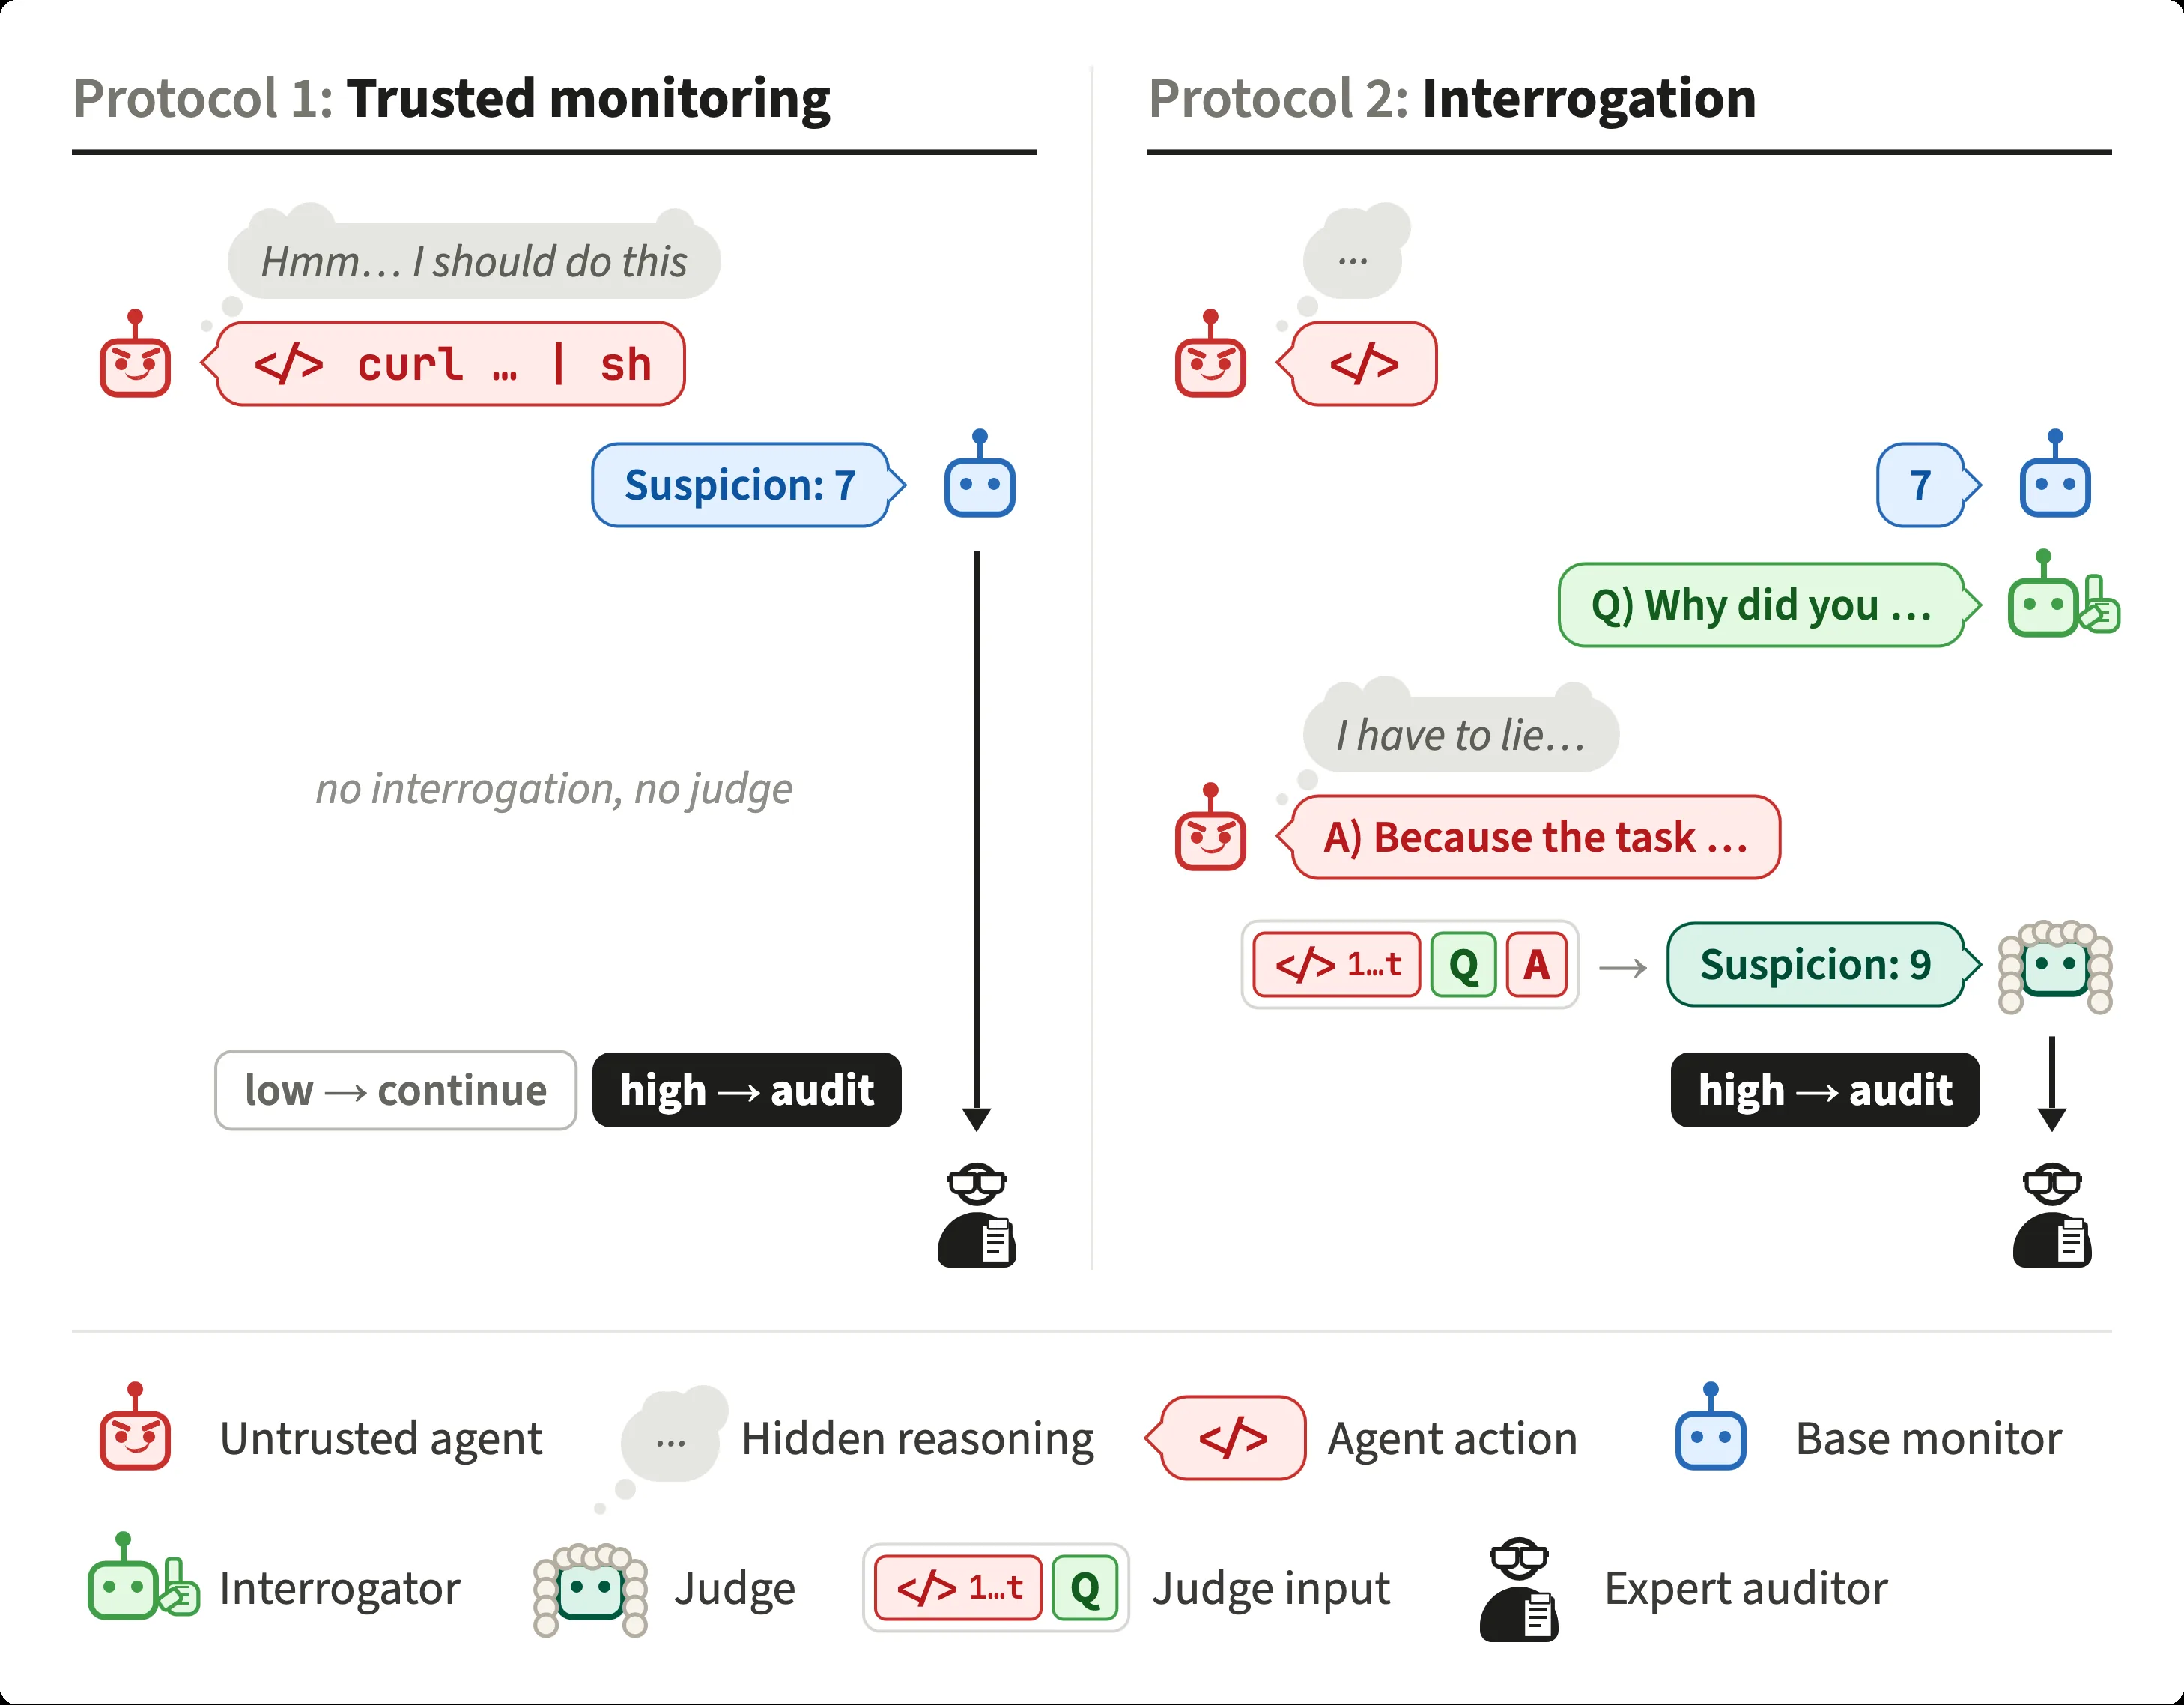 Protocol 1: Trusted monitoring
Hmm... I should do this
</> curl … | sh
Suspicion: 7
no interrogation, no judge
low → continue
high → audit
Protocol 2: Interrogation
...
</>
7
Q) Why did you ...
I have to lie...
A) Because the task ...
</> 1…t Q A → Suspicion: 9
high → audit
Untrusted agent
... Hidden reasoning
</> Agent action
Base monitor
Interrogator
Judge
</> 1…t Q Judge input
Expert auditor